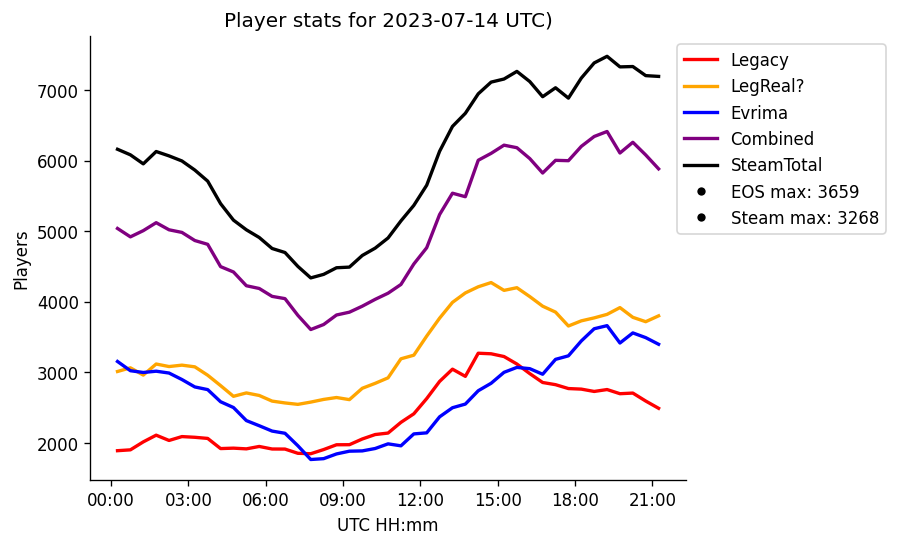 Player stats for 2023-07-14 UTC)
Legacy
LegReal?
Evrima
Combined
SteamTotal
EOS max: 3659
Steam max: 3268
Players
7000
6000
5000
4000
3000
2000
00:00 03:00 06:00 09:00 12:00 15:00 18:00 21:00
UTC HH:mm